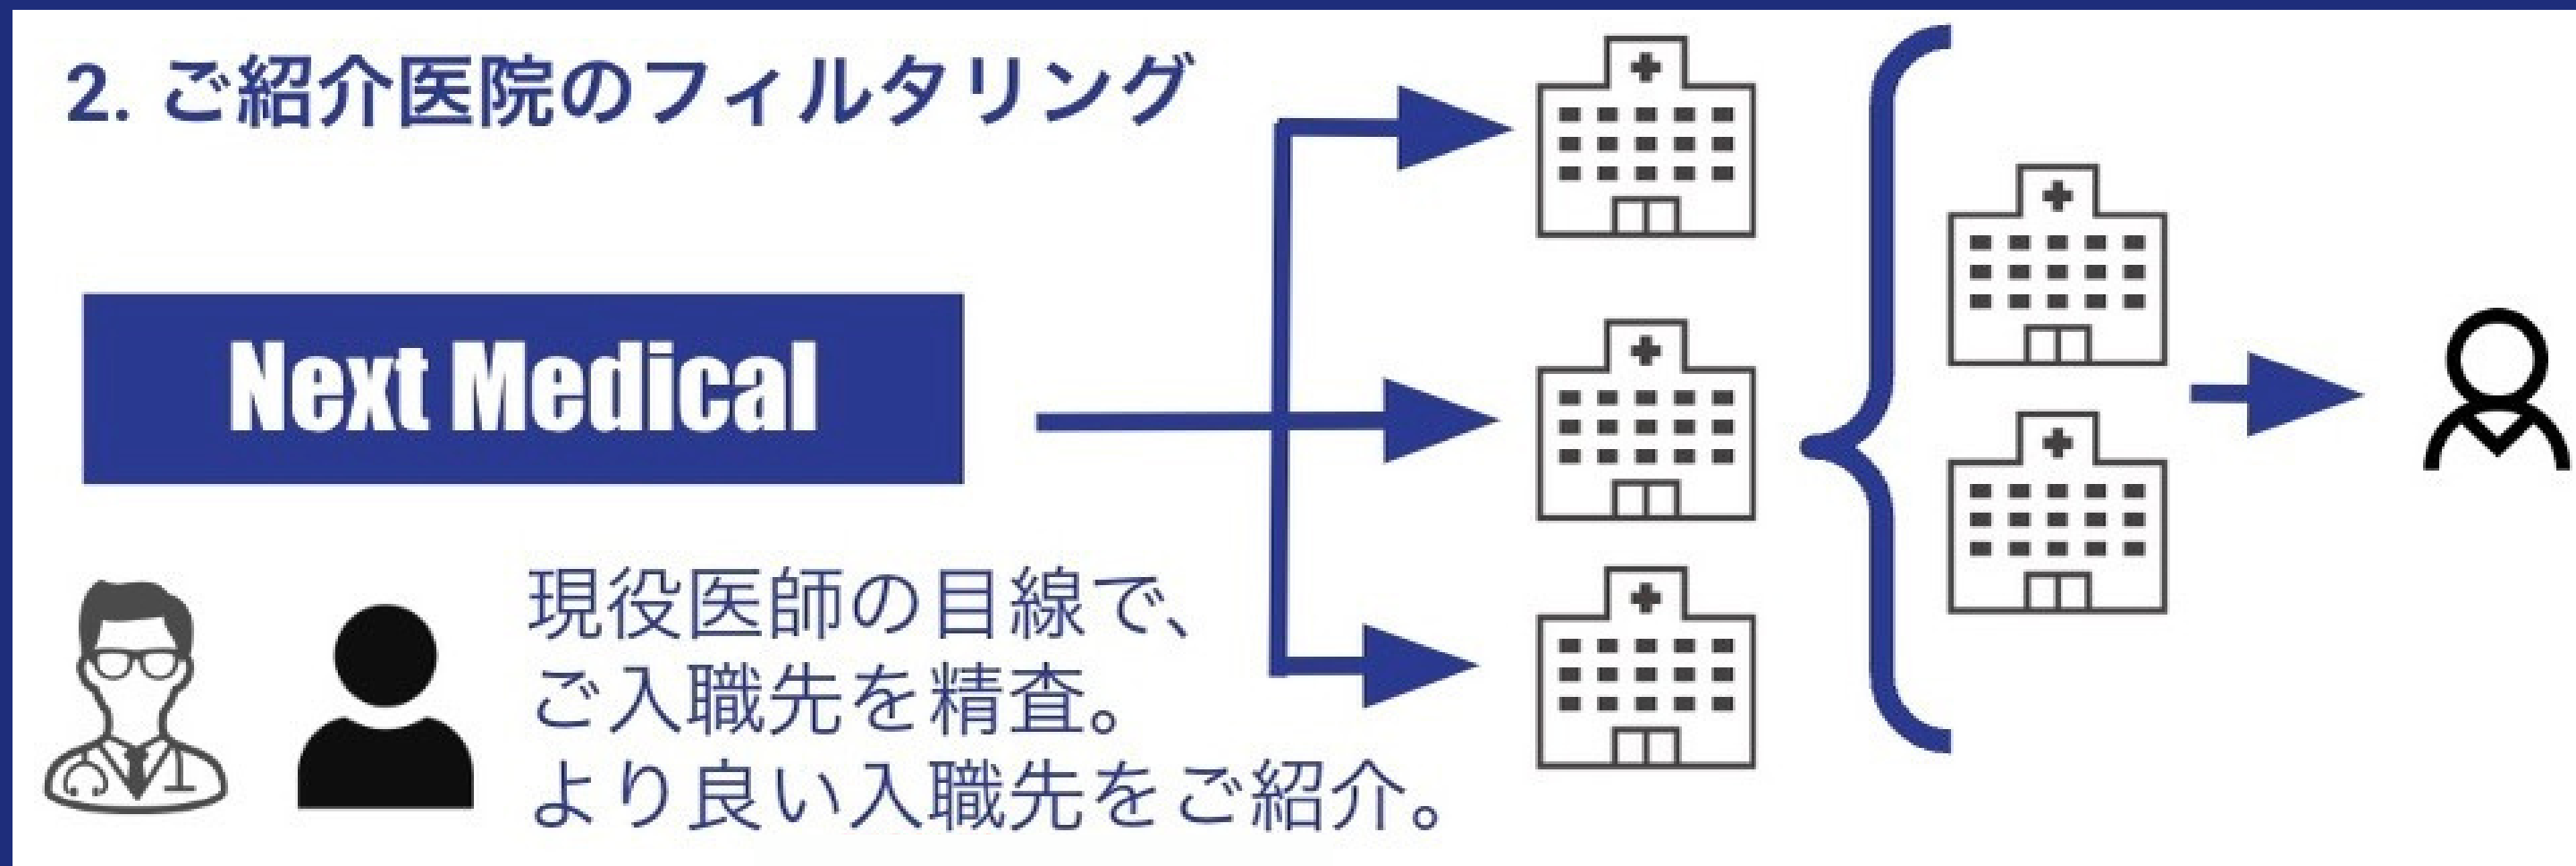 2. ご紹介医院のフィルタリング
Next Medical
現役医師の目線で、
ご入職先を精査。
より良い入職先をご紹介。